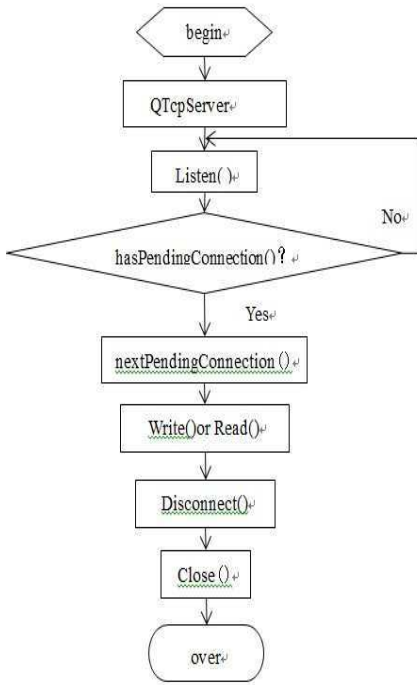 begin
QTcpServer
Listen( )
No
hasPendingConnection()?
Yes
nextPendingConnection ()
Write()or Read()
Disconnect()
Close ()
over